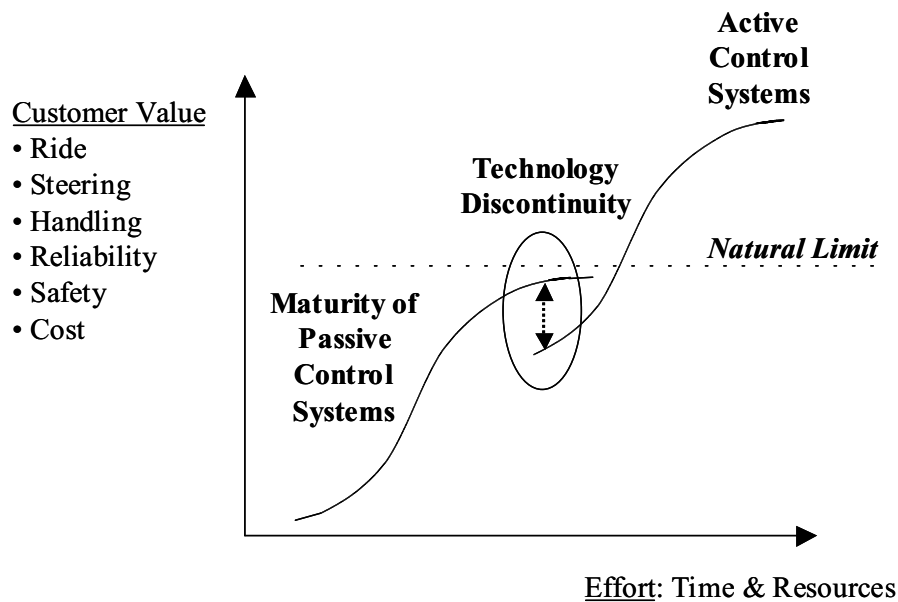 Active
Control
Systems
Customer Value
• Ride
• Steering
• Handling
• Reliability
• Safety
• Cost
Technology
Discontinuity
Natural Limit
Maturity of
Passive
Control
Systems
Effort: Time & Resources